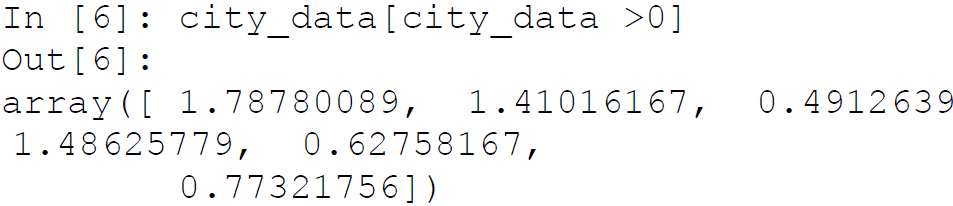 In [6]: city_data[city_data >0]
Out[6]:
array([ 1.78780089,  1.41016167,  0.4912639
1.48625779,  0.62758167,
0.77321756])